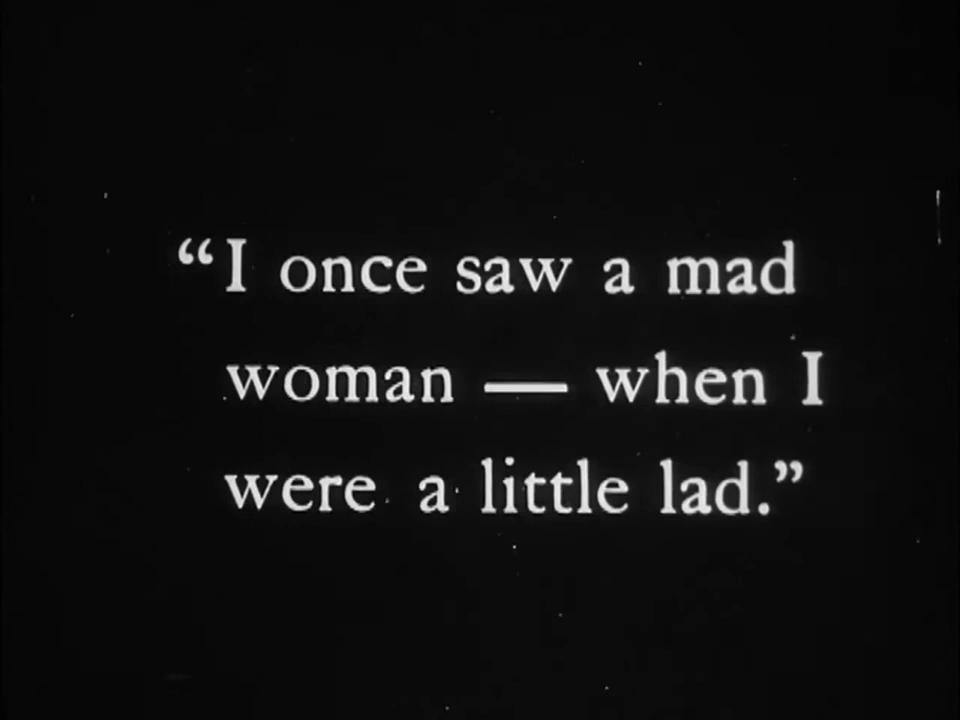 “I once saw a mad
woman — when I
were a little lad.”